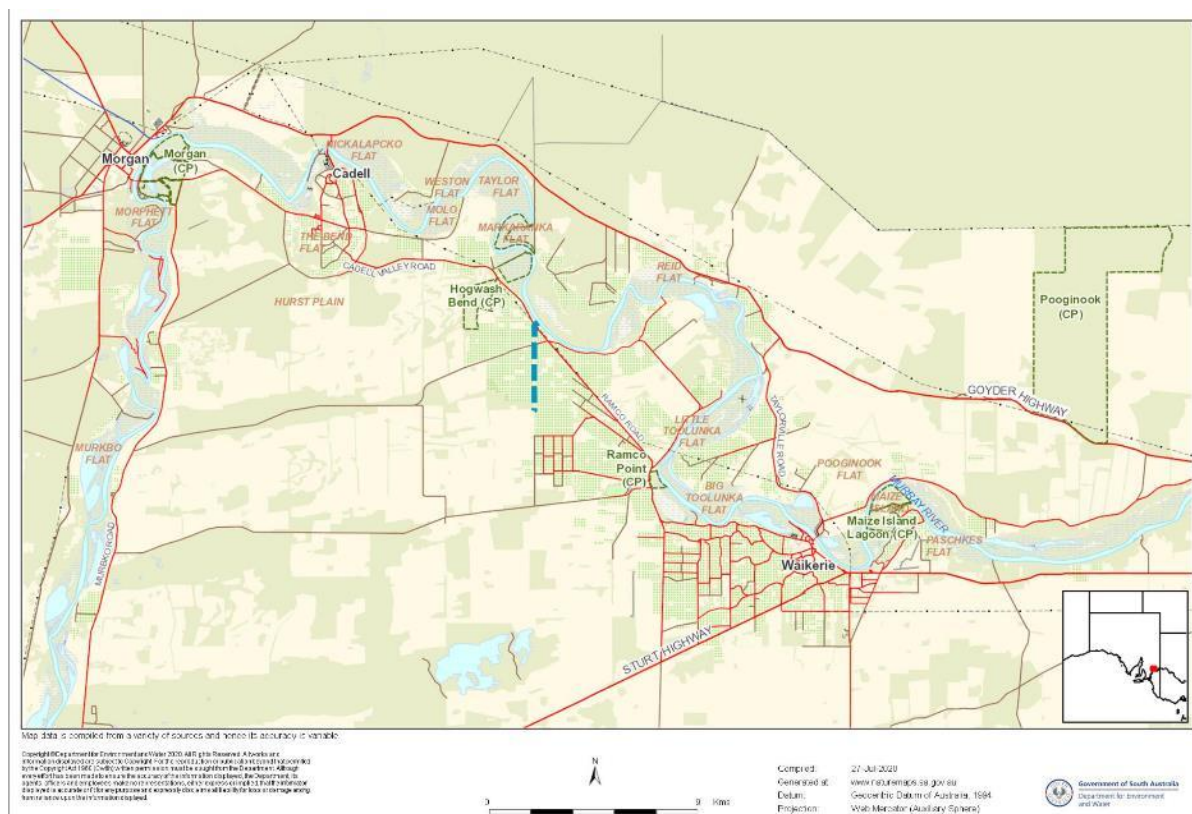 NICKALAPCKO
FLAT
Morgan
Morgan
(CP)
Cadell
WESTON
FLAT
TAYLOR
FLAT
MORPHETT
FLAT
MOLO
FLAT
MARKARANKA
FLAT
THE BEND
FLAT
CADELL VALLEY ROAD
REID
FLAT
HURST PLAIN
Hogwash
Bend (CP)
Pooginook
(CP)
GOYDER HIGHWAY
RAMCO ROAD
TAYLORVILLE ROAD
LITTLE
TOOLUNKA
FLAT
MURKBO
FLAT
Ramco
Point
(CP)
POOGINOOK
FLAT
BIG
TOOLUNKA
FLAT
MURRAY RIVER
MAIZE
Maize Island
Lagoon (CP)
PASCHKES
FLAT
MURBKO ROAD
Waikerie
STURT HIGHWAY
Map data is compiled from a variety of sources and hence its accuracy is variable.
N
0 9 Kms
Compiled: 27-Jul-2020
Generated at: www.naturemaps.sa.gov.au
Datum: Geocentric Datum of Australia, 1994
Projection: Web Mercator (Auxiliary Sphere)
Government of South Australia
Department for Environment
and Water